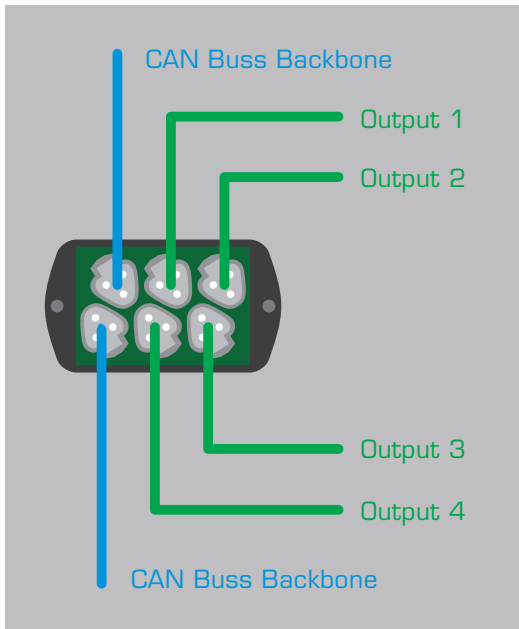 CAN Buss Backbone
Output 1
Output 2
Output 3
Output 4
CAN Buss Backbone